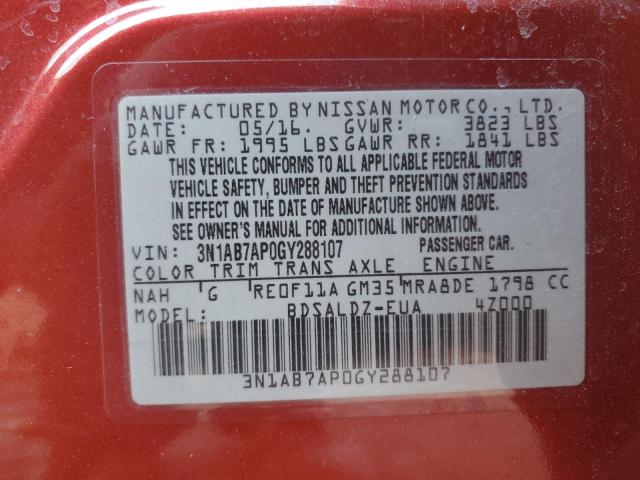 MANUFACTURED BY NISSAN MOTOR CO., LTD.
DATE: 05/16. GVWR: 3823 LBS
GAWR FR: 1995 LBS GAWR RR: 1841 LBS
THIS VEHICLE CONFORMS TO ALL APPLICABLE FEDERAL MOTOR
VEHICLE SAFETY, BUMPER AND THEFT PREVENTION STANDARDS
IN EFFECT ON THE DATE OF MANUFACTURE SHOWN ABOVE.
SEE OWNER'S MANUAL FOR ADDITIONAL INFORMATION.
VIN: 3N1AB7AP0GY288107 PASSENGER CAR.
COLOR TRIM TRANS AXLE ENGINE
NAH G RE0F11A GM35 MRA8DE 1798 CC
MODEL: BDSALDZ-EUA 4Z000
3N1AB7AP0GY288107